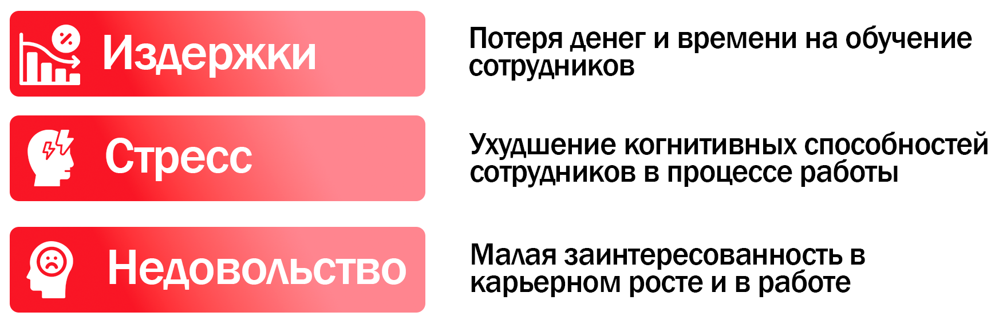 Издержки
Потеря денег и времени на обучение
сотрудников
Стресс
Ухудшение когнитивных способностей
сотрудников в процессе работы
Недовольство
Малая заинтересованность в
карьерном росте и в работе